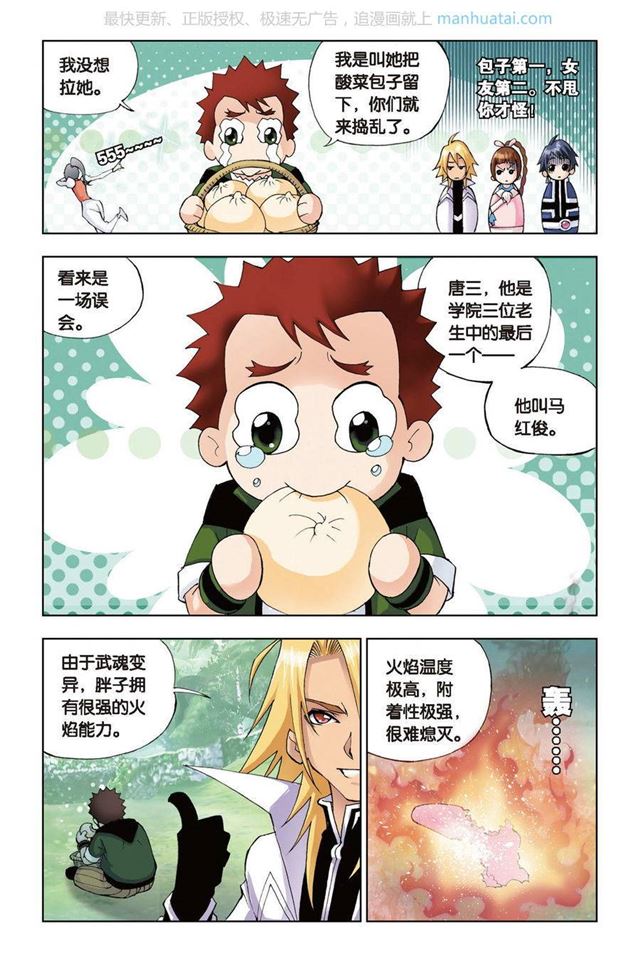 最快更新、正版授权、极速无广告，追漫画就上 manhuatai.com
我没想
拉她。
我是叫她把
酸菜包子留
下，你们就
来捣乱了。
包子第一，女
友第二。不甩
你才怪！
555~~~~
看来是
一场误
会。
唐三，他是
学院三位老
生中的最后
一个——
他叫马
红俊。
由于武魂变
异，胖子拥
有很强的火
焰能力。
火焰温度
极高，附
着性极强，
很难熄灭。
轰……